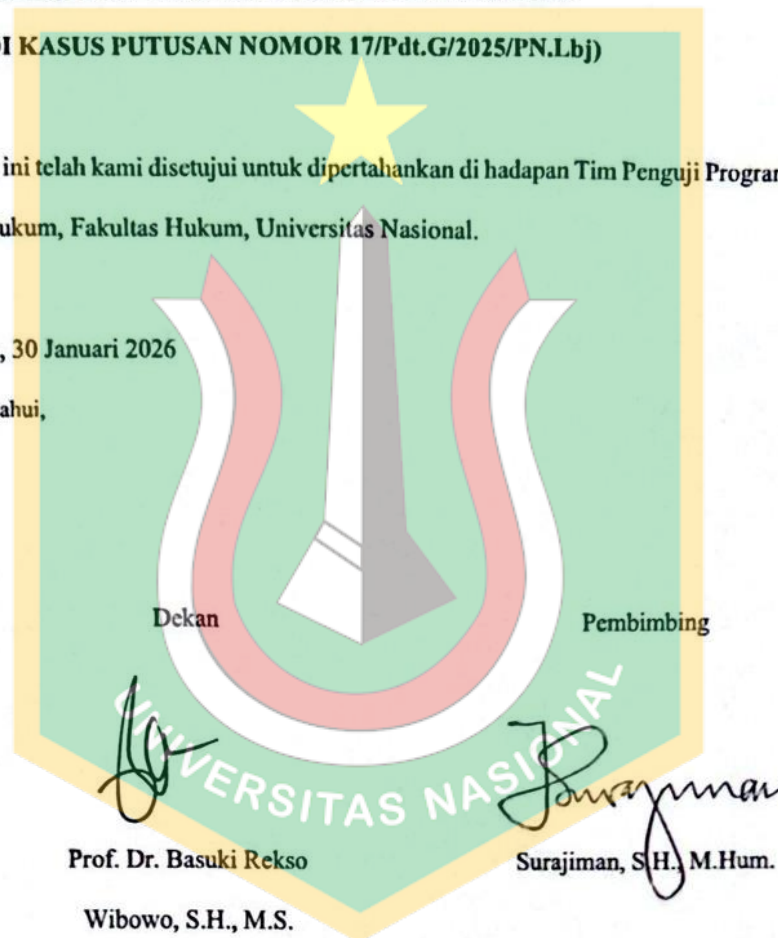 I KASUS PUTUSAN NOMOR 17/Pdt.G/2025/PN.Lbj)
ini telah kami disetujui untuk dipertahankan di hadapan Tim Penguji Program
ukum, Fakultas Hukum, Universitas Nasional.
, 30 Januari 2026
ahui,
Dekan
Pembimbing
UNIVERSITAS NASIONAL
Prof. Dr. Basuki Rekso
Wibowo, S.H., M.S.
Surajiman, S.H., M.Hum.